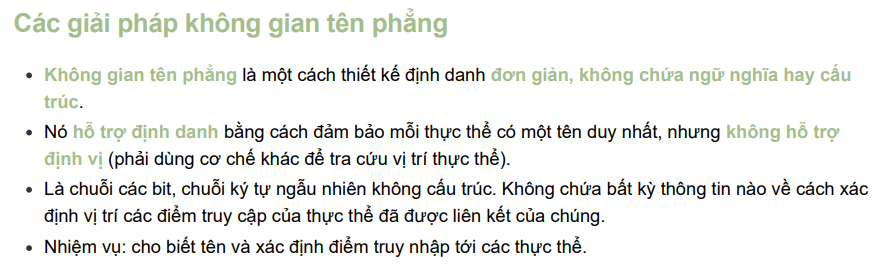 Các giải pháp không gian tên phẳng
• Không gian tên phẳng là một cách thiết kế định danh đơn giản, không chứa ngữ nghĩa hay cấu
trúc.
• Nó hỗ trợ định danh bằng cách đảm bảo mỗi thực thể có một tên duy nhất, nhưng không hỗ trợ
định vị (phải dùng cơ chế khác để tra cứu vị trí thực thể).
• Là chuỗi các bit, chuỗi ký tự ngẫu nhiên không cấu trúc. Không chứa bất kỳ thông tin nào về cách xác
định vị trí các điểm truy cập của thực thể đã được liên kết của chúng.
• Nhiệm vụ: cho biết tên và xác định điểm truy nhập tới các thực thể.